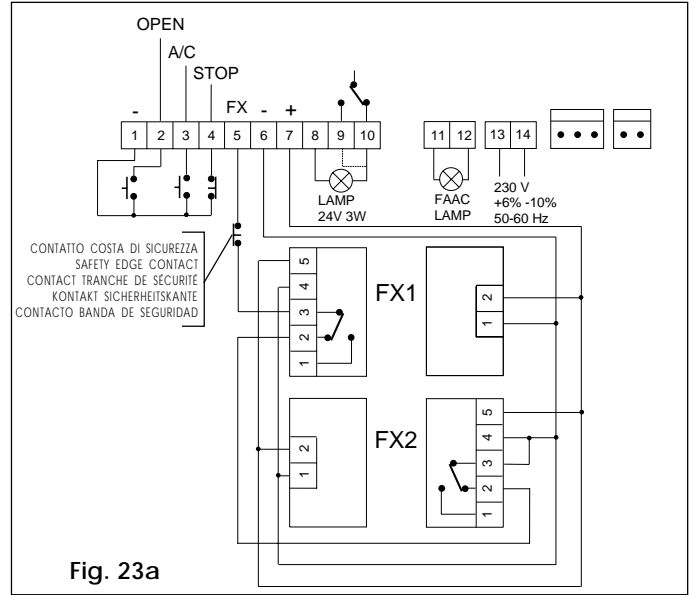 OPEN
A/C
STOP
- FX - +
1 2 3 4 5 6 7 8 9 10
11 12
13 14
LAMP
24V 3W
FAAC
LAMP
230 V
+6% -10%
50-60 Hz
CONTATTO COSTA DI SICUREZZA
SAFETY EDGE CONTACT
CONTACT TRANCHE DE SÉCURITÉ
KONTAKT SICHERHEITSKANTE
CONTACTO BANDA DE SEGURIDAD
5
4
3
2
1
FX1
2
1
2
1
FX2
5
4
3
2
1
Fig. 23a